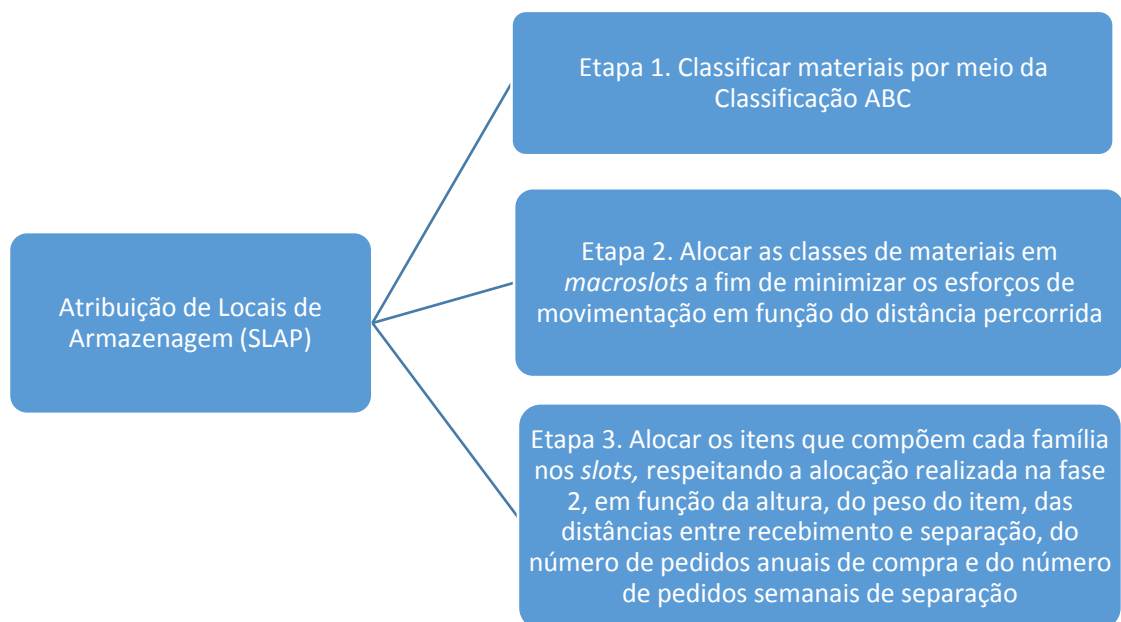 Etapa 1. Classificar materiais por meio da
Classificação ABC
Atribuição de Locais de
Armazenagem (SLAP)
Etapa 2. Alocar as classes de materiais em
macroslots a fim de minimizar os esforços de
movimentação em função do distância percorrida
Etapa 3. Alocar os itens que compõem cada família
nos slots, respeitando a alocação realizada na fase
2, em função da altura, do peso do item, das
distâncias entre recebimento e separação, do
número de pedidos anuais de compra e do número
de pedidos semanais de separação